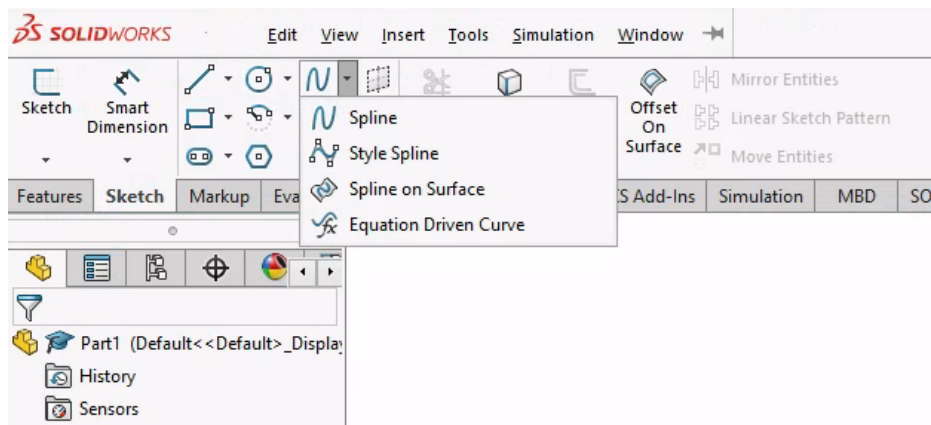 SOLIDWORKS
Edit View Insert Tools Simulation Window
Sketch
Smart Dimension
Spline
Style Spline
Spline on Surface
Equation Driven Curve
Offset On Surface
Mirror Entities
Linear Sketch Pattern
Move Entities
Features Sketch Markup Eva S Add-Ins Simulation MBD SO
Part1 (Default<<Default>_Display
History
Sensors